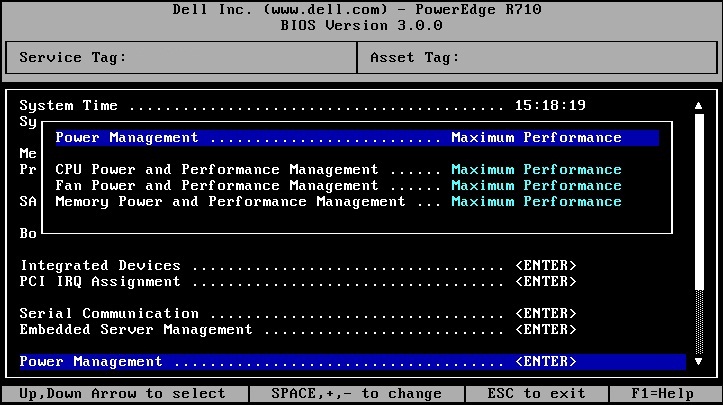 Dell Inc. (www.dell.com) - PowerEdge R710
BIOS Version 3.0.0
Service Tag: Asset Tag:
System Time ............................................ 15:18:19
Sy
Power Management ........................... Maximum Performance
Me
Pr CPU Power and Performance Management ...... Maximum Performance
Fan Power and Performance Management ...... Maximum Performance
SA Memory Power and Performance Management ... Maximum Performance
Bo
Integrated Devices ..................................... <ENTER>
PCI IRQ Assignment ..................................... <ENTER>
Serial Communication ................................... <ENTER>
Embedded Server Management ............................. <ENTER>
Power Management ....................................... <ENTER>
Up,Down Arrow to select SPACE,+,- to change ESC to exit F1=Help